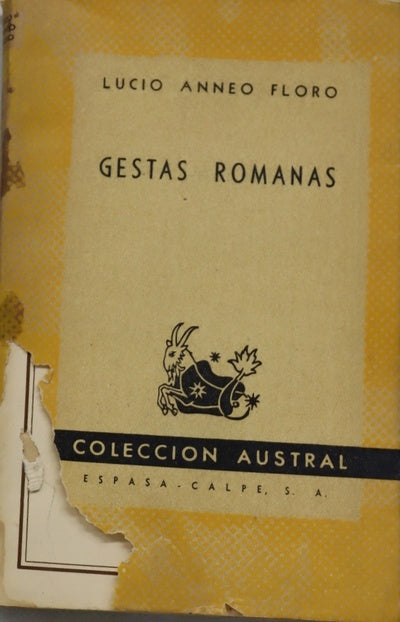 LUCIO ANNEO FLORO
GESTAS ROMANAS
COLECCION AUSTRAL
ESPASA-CALPE, S. A.